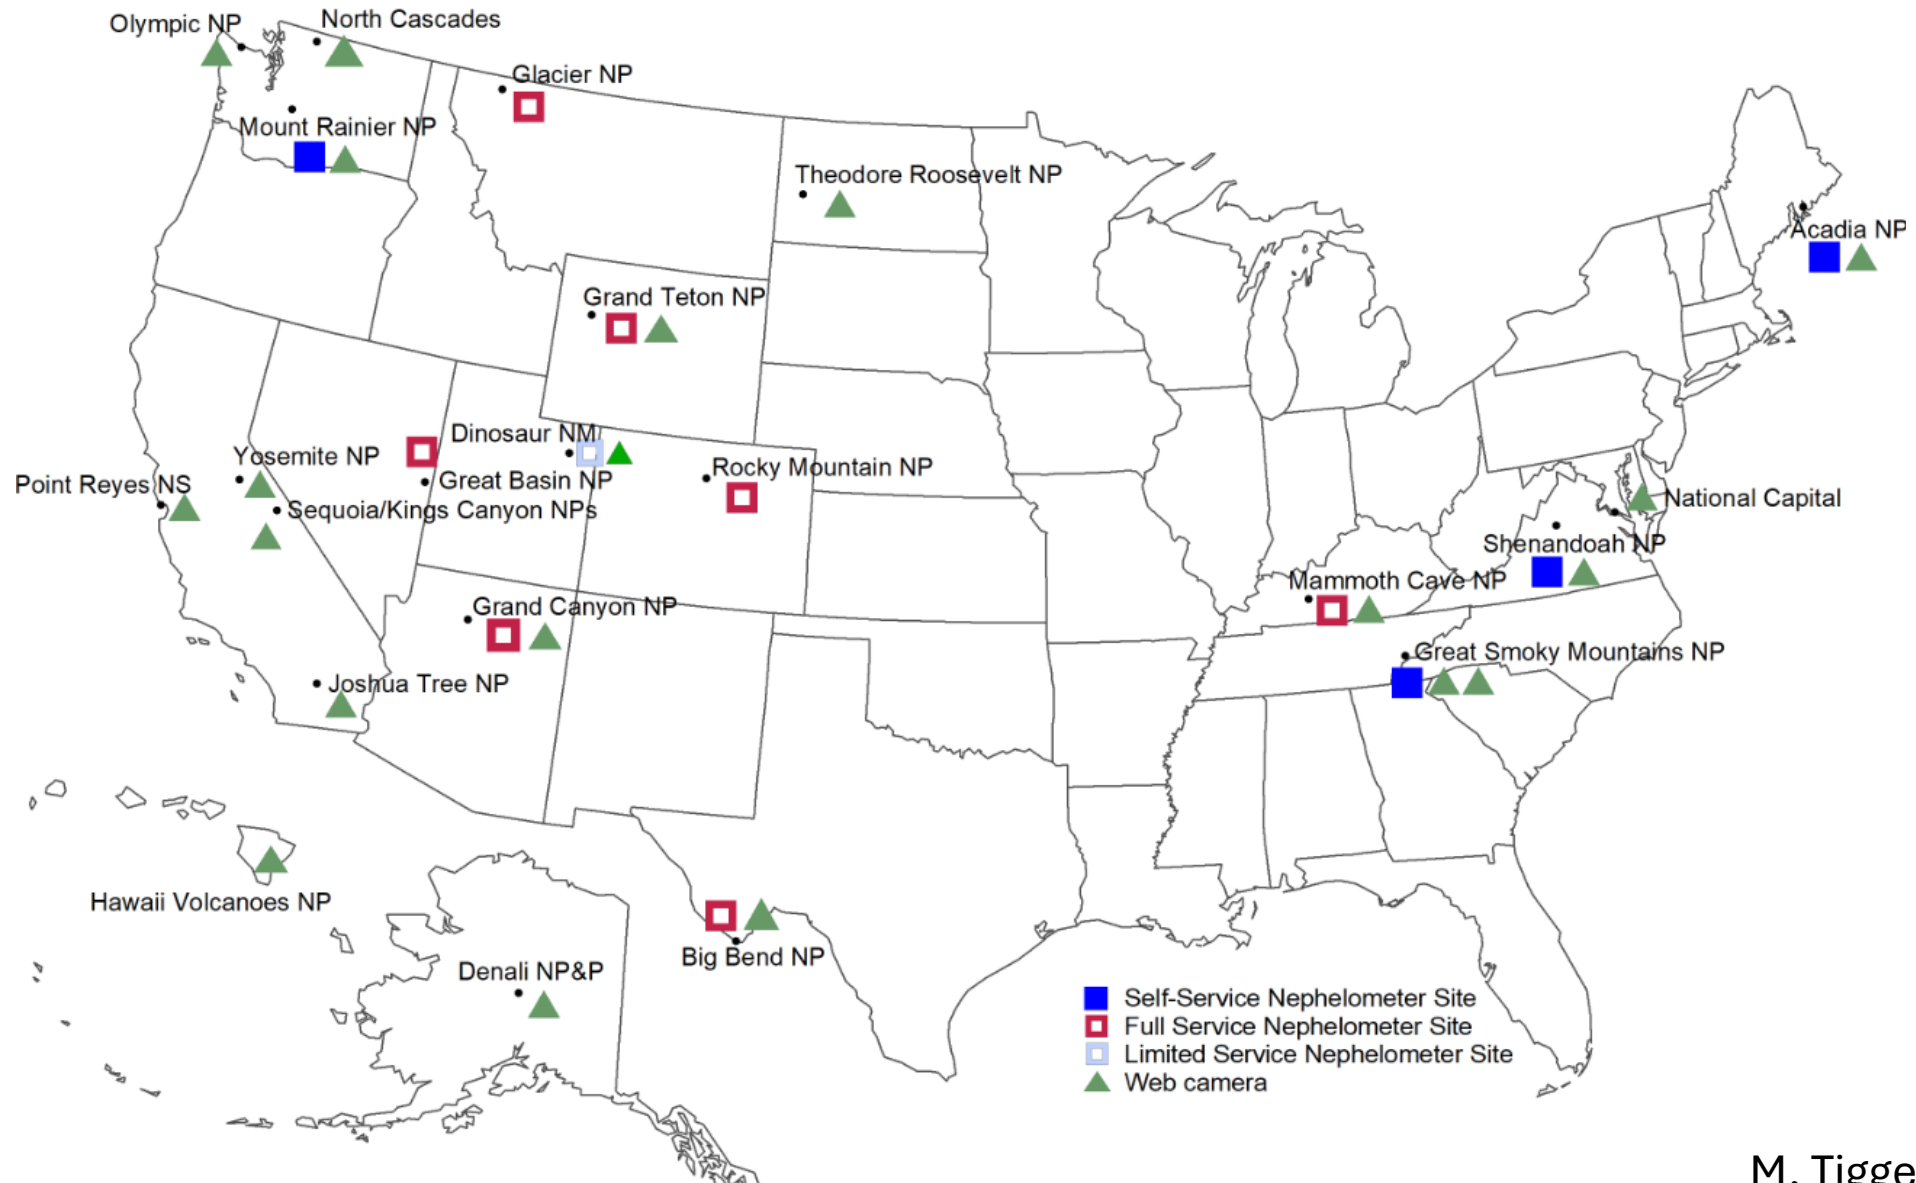 Olympic NP
North Cascades
Glacier NP
Mount Rainier NP
Theodore Roosevelt NP
Acadia NP
Grand Teton NP
Dinosaur NM
Yosemite NP
Rocky Mountain NP
Great Basin NP
Point Reyes NS
National Capital
Sequoia/Kings Canyon NPs
Shenandoah NP
Mammoth Cave NP
Grand Canyon NP
Great Smoky Mountains NP
Joshua Tree NP
Hawaii Volcanoes NP
Big Bend NP
Denali NP&P
Self-Service Nephelometer Site
Full Service Nephelometer Site
Limited Service Nephelometer Site
Web camera
M. Tigge